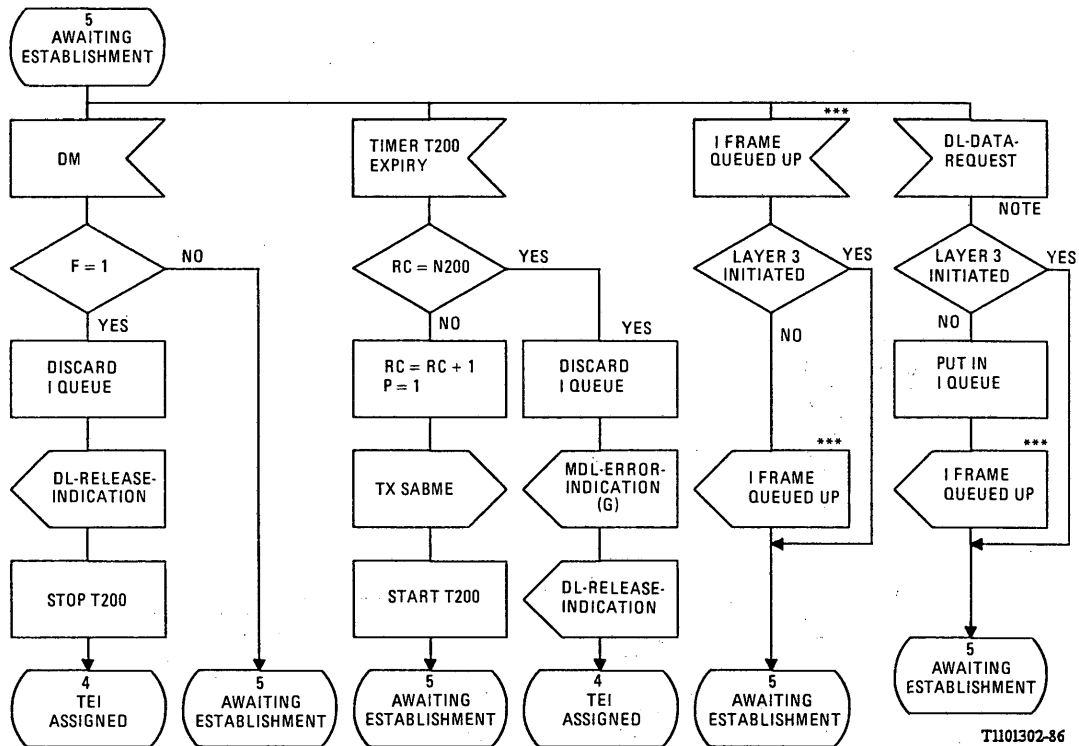 5
AWAITING
ESTABLISHMENT
DM
TIMER T200
EXPIRY
***
I FRAME
QUEUED UP
DL-DATA-
REQUEST
NOTE
F = 1
NO
RC = N200
YES
LAYER 3
INITIATED
YES
LAYER 3
INITIATED
YES
YES
NO
YES
NO
NO
DISCARD
I QUEUE
RC = RC + 1
P = 1
DISCARD
I QUEUE
PUT IN
I QUEUE
DL-RELEASE-
INDICATION
TX SABME
MDL-ERROR-
INDICATION
(G)
***
I FRAME
QUEUED UP
***
I FRAME
QUEUED UP
STOP T200
START T200
DL-RELEASE-
INDICATION
4
TEI
ASSIGNED
5
AWAITING
ESTABLISHMENT
5
AWAITING
ESTABLISHMENT
4
TEI
ASSIGNED
5
AWAITING
ESTABLISHMENT
5
AWAITING
ESTABLISHMENT
T1101302-86